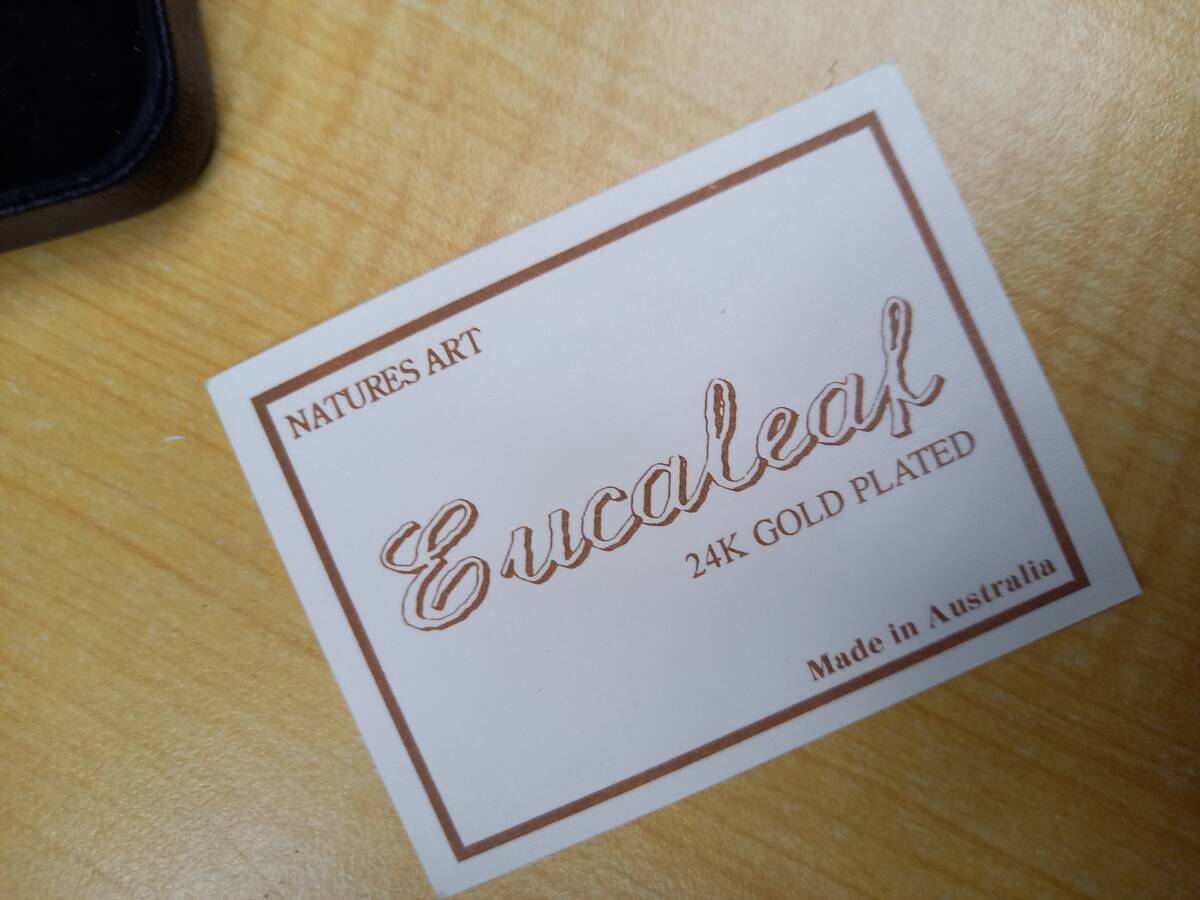 NATURES ART
Eucaleaf
24K GOLD PLATED
Made in Australia